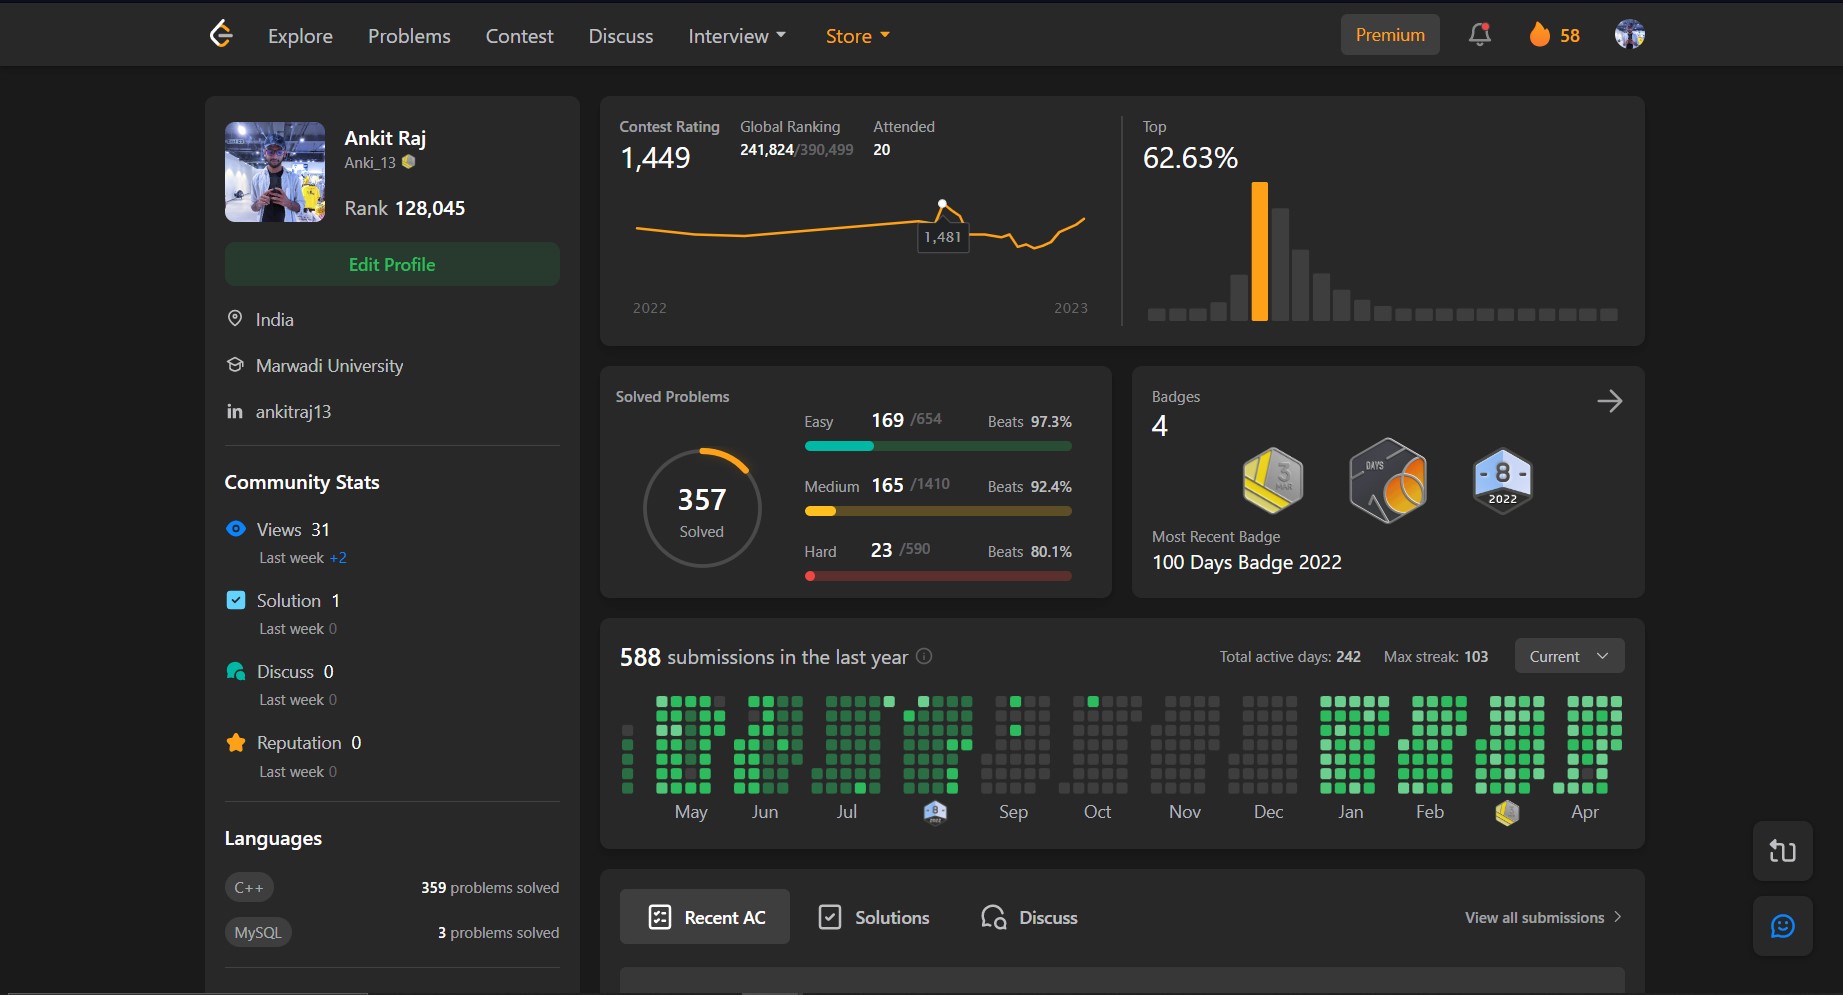 Explore Problems Contest Discuss Interview Store Premium 58
Ankit Raj
Anki_13
Rank 128,045
Edit Profile
India
Marwadi University
in ankitraj13
Community Stats
Views 31
Last week +2
Solution 1
Last week 0
Discuss 0
Last week 0
Reputation 0
Last week 0
Languages
C++ 359 problems solved
MySQL 3 problems solved
Contest Rating
1,449
Global Ranking
241,824/390,499
Attended
20
1,481
2022 2023
Top
62.63%
Solved Problems
357
Solved
Easy 169 /654 Beats 97.3%
Medium 165 /1410 Beats 92.4%
Hard 23 /590 Beats 80.1%
Badges
4
3
MAR
DAYS
8
2022
Most Recent Badge
100 Days Badge 2022
588 submissions in the last year
Total active days: 242 Max streak: 103 Current
May Jun Jul 8 Sep Oct Nov Dec Jan Feb Apr
Recent AC Solutions Discuss View all submissions